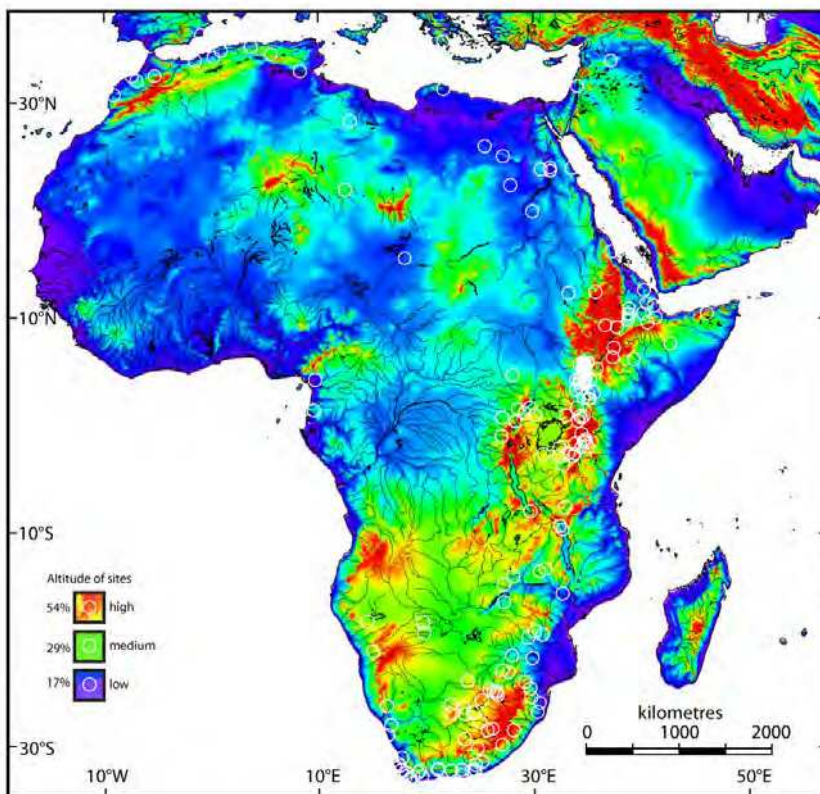 30N
10°N
10°S
Altitude of sites
54% high
29% medium
17% low
kilometres
0 1000 2000
30°S
10°W 10°E 30°E 50°E